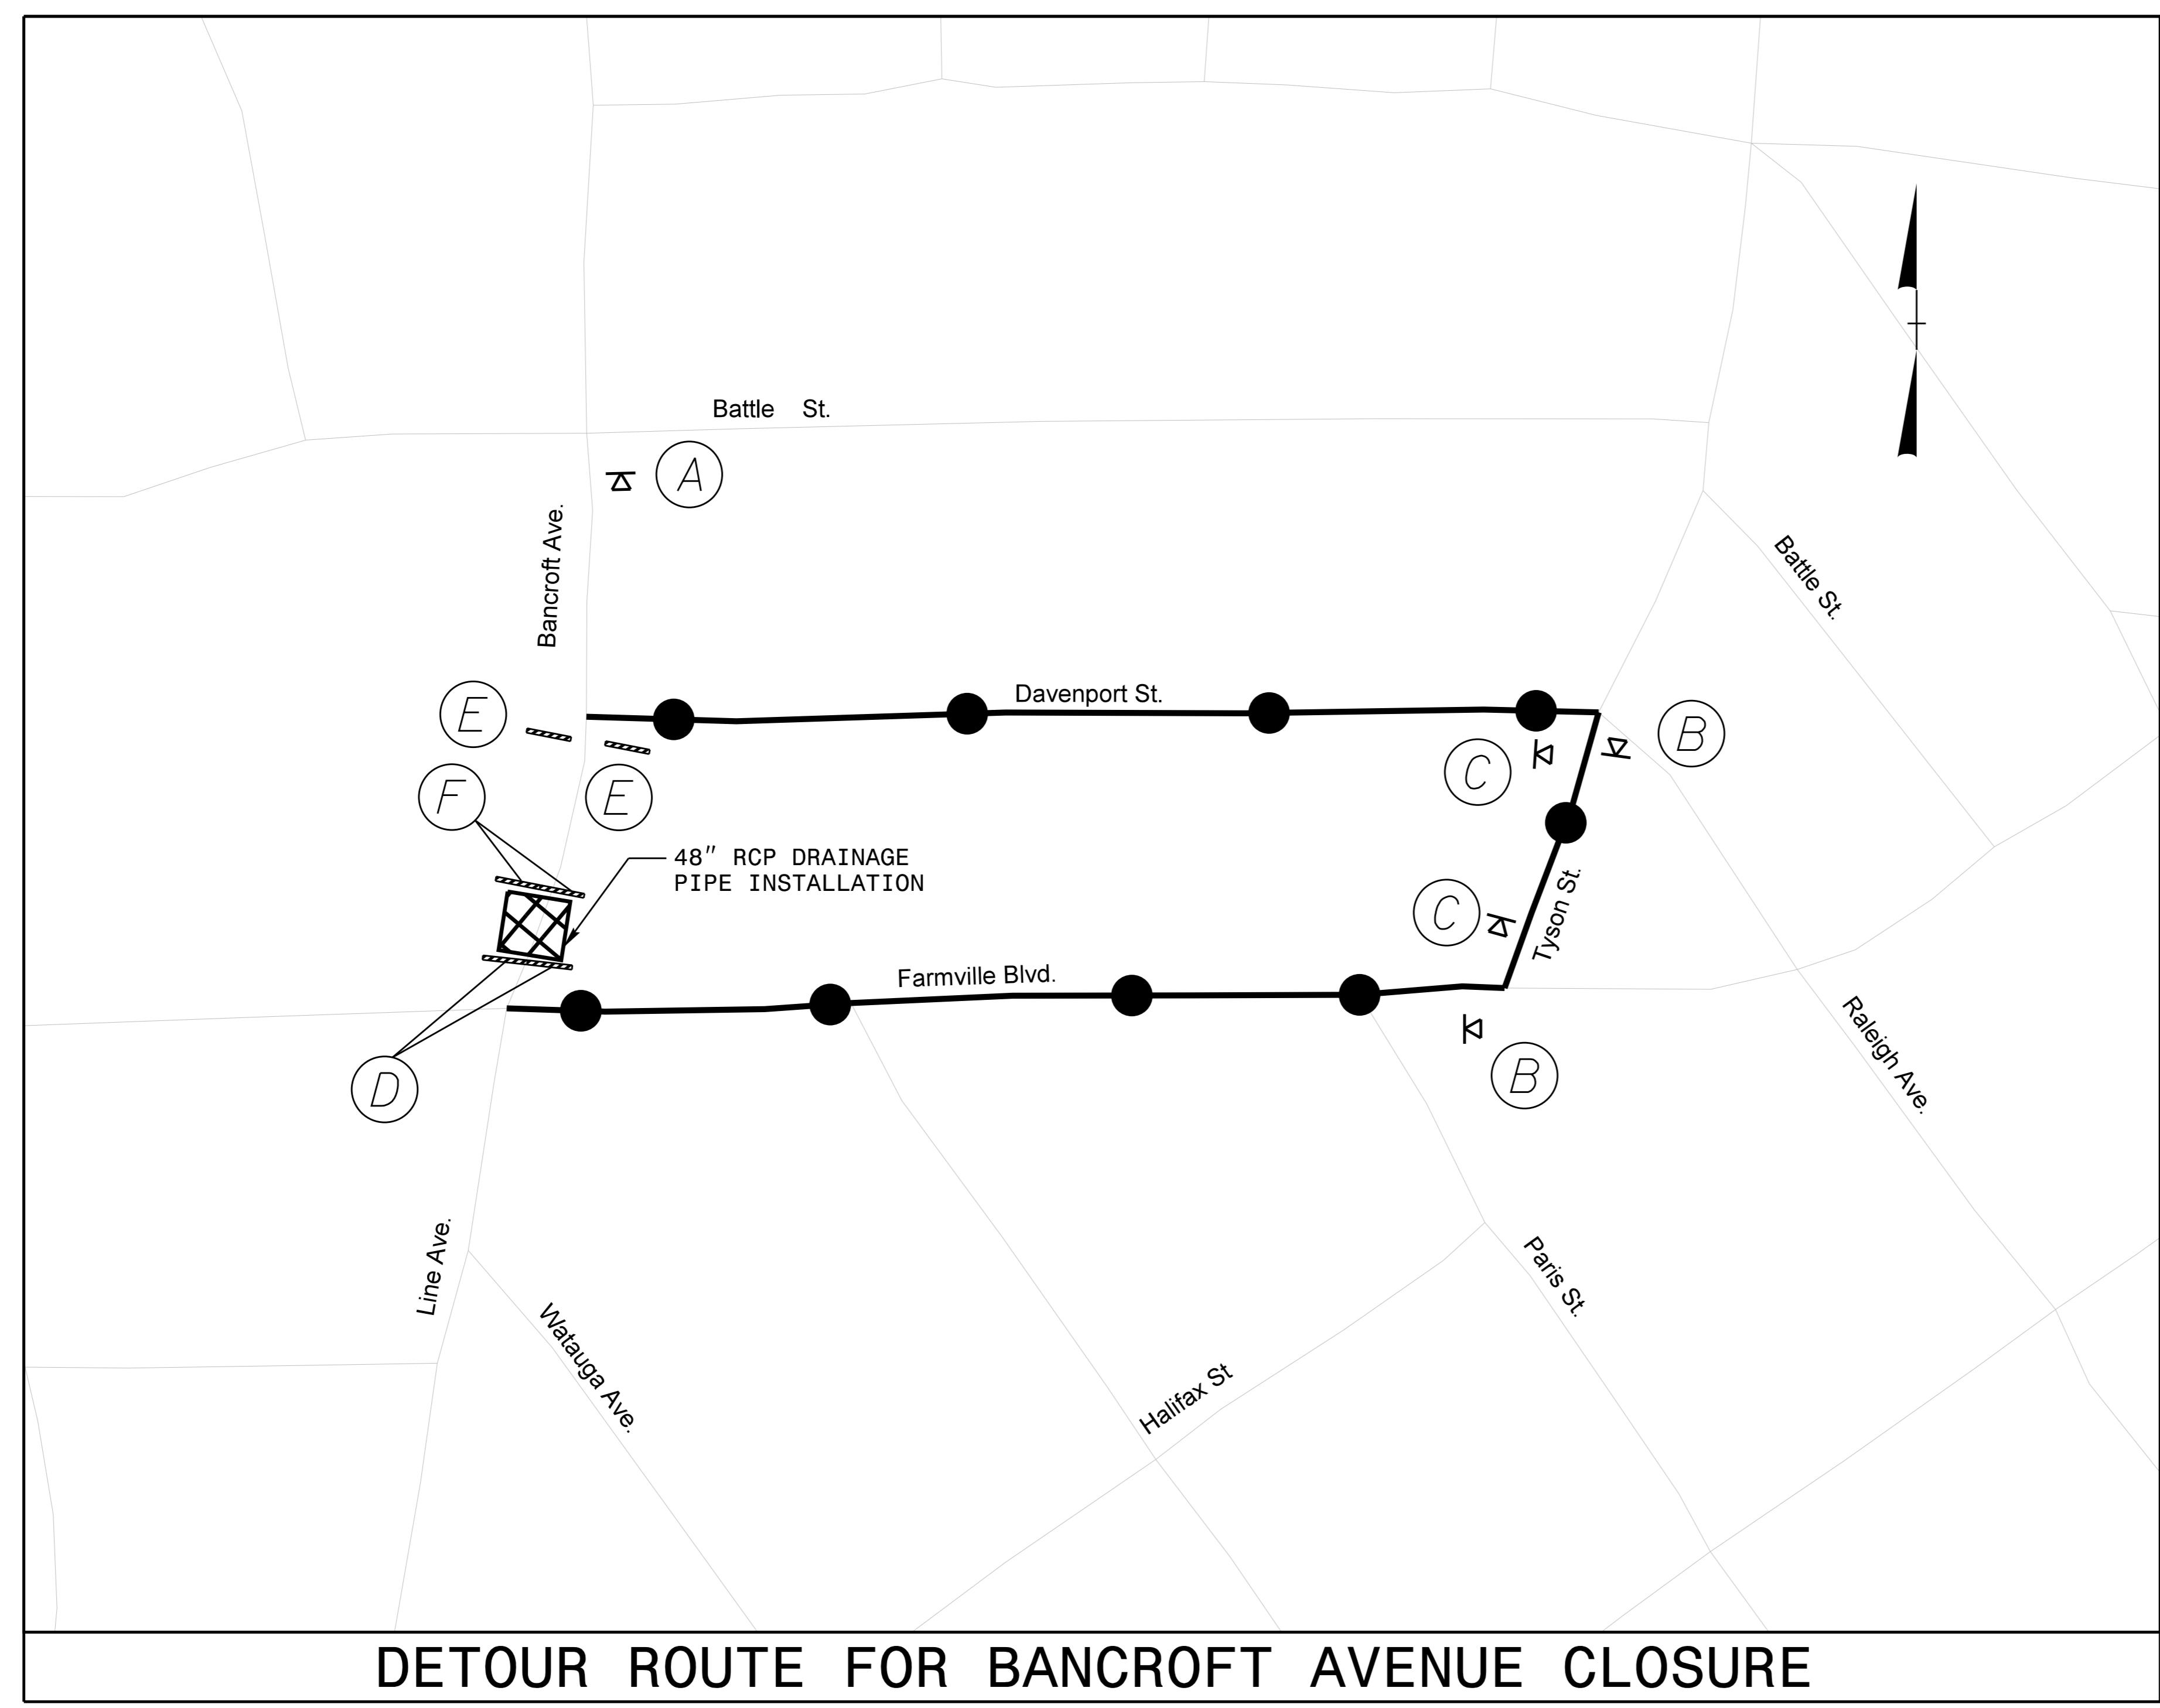 Battle St.
A
Bancroft Ave.
Battle St.
Davenport St.
E
B
C
F
E
48" RCP DRAINAGE
PIPE INSTALLATION
C
Tyson St.
Farmville Blvd.
B
D
Raleigh Ave.
Line Ave.
Watauga Ave.
Paris St.
Halifax St
DETOUR ROUTE FOR BANCROFT AVENUE CLOSURE